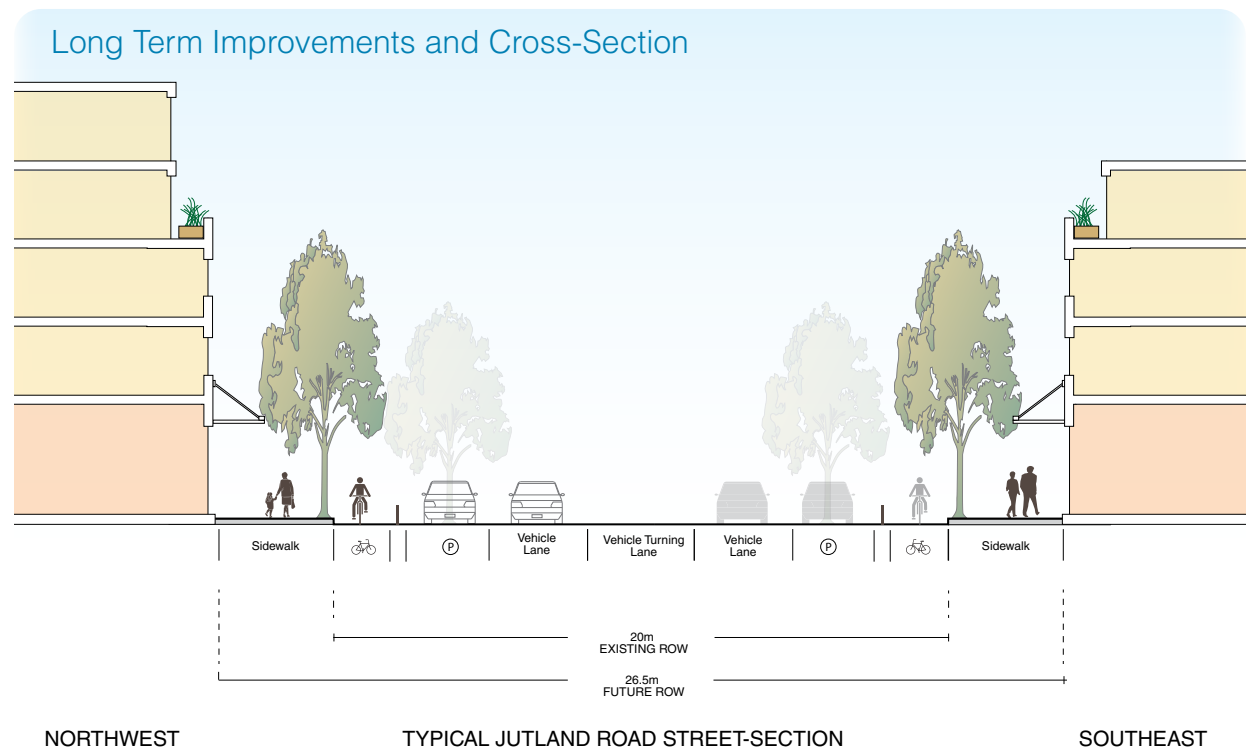 Long Term Improvements and Cross-Section
Sidewalk
P
Vehicle
Lane
Vehicle Turning
Lane
Vehicle
Lane
P
Sidewalk
20m
EXISTING ROW
26.5m
FUTURE ROW
NORTHWEST
TYPICAL JUTLAND ROAD STREET-SECTION
SOUTHEAST